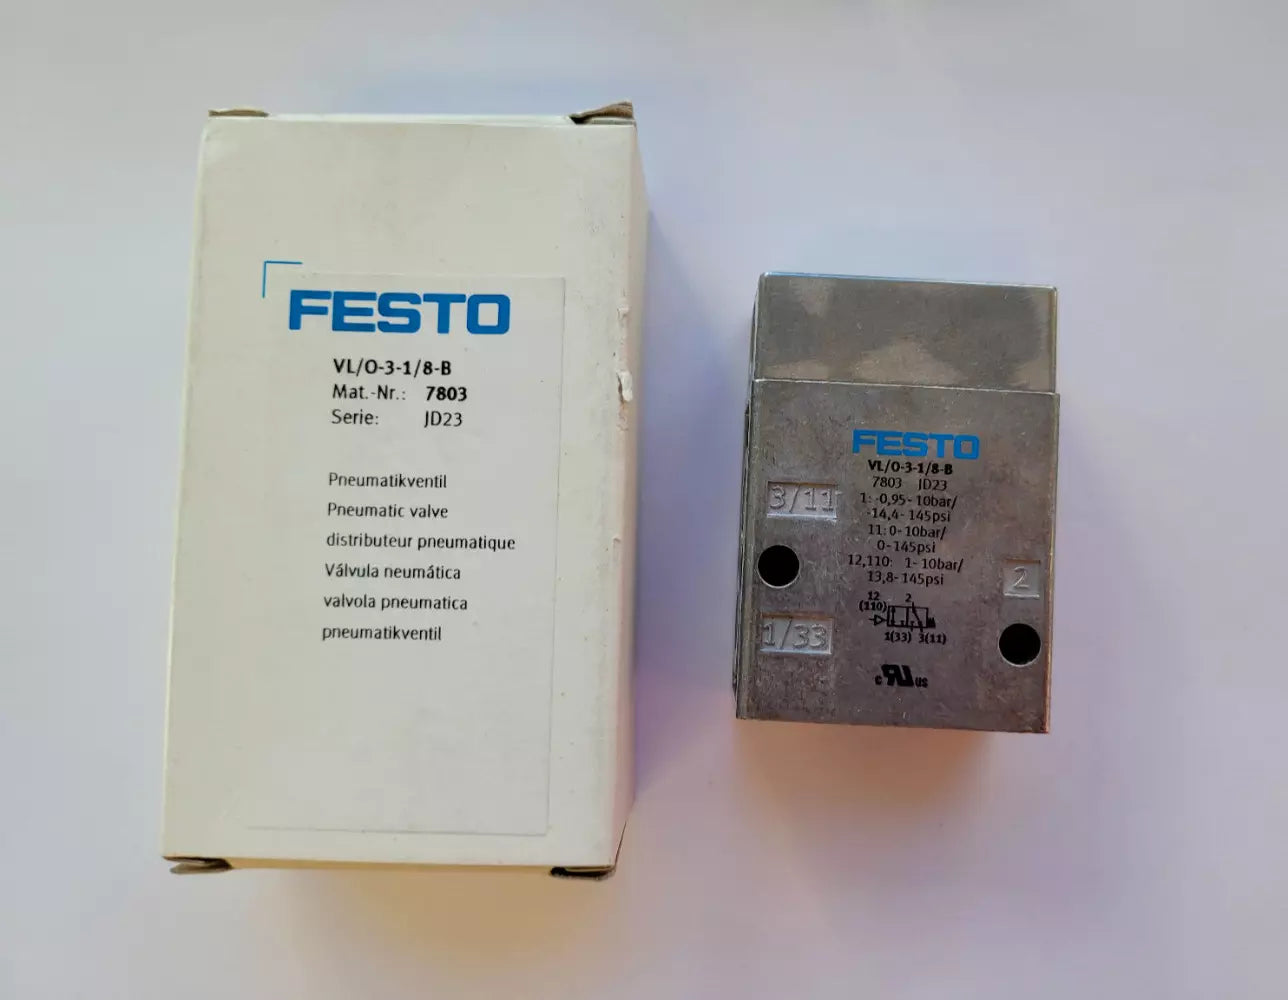 FESTO
VL/O-3-1/8-B
Mat.-Nr.: 7803
Serie: JD23
Pneumatikventil
Pneumatic valve
distributeur pneumatique
Válvula neumática
valvola pneumatica
pneumatikventil
FESTO
VL/O-3-1/8-B
7803 JD23
1: -0,95- 10bar/
-14,4- 145psi
11: 0- 10bar/
0- 145psi
12,110: 1- 10bar/
13,8- 145psi
3/11
2
1/33
12 2
(110)
1(33) 3(11)
c RU us